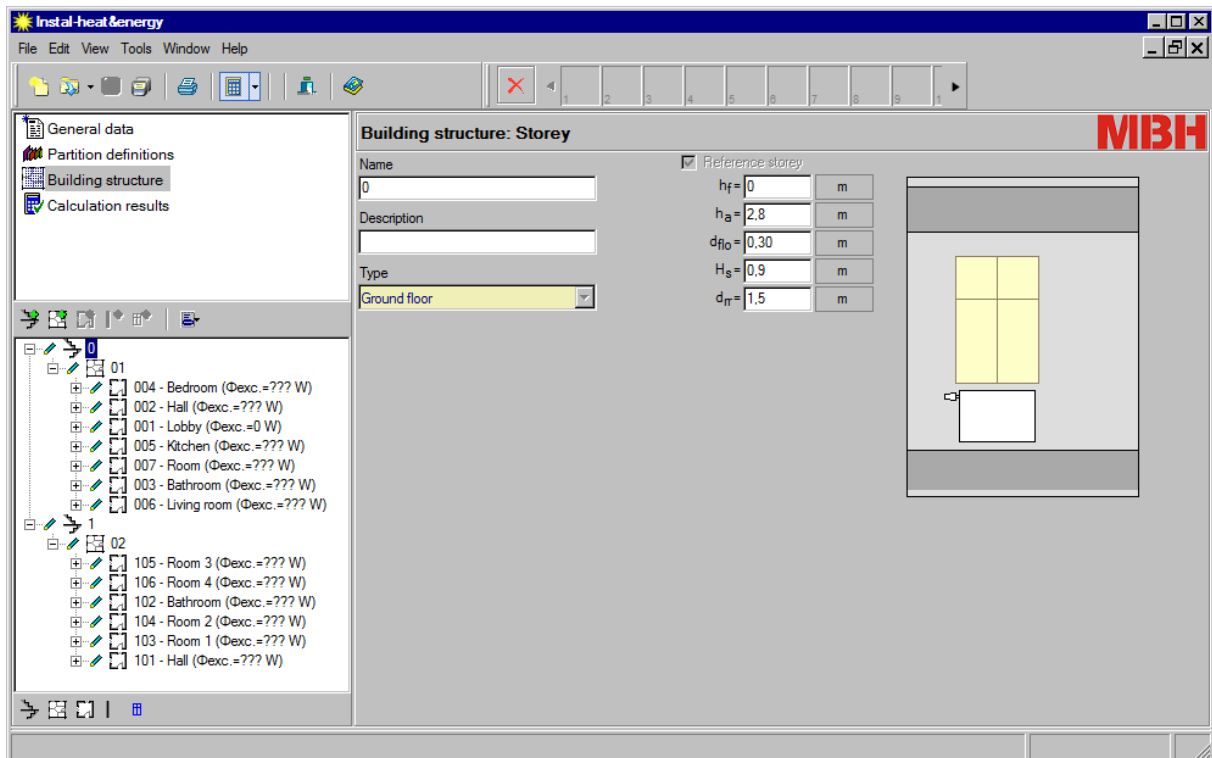 Instal-heat&energy
File Edit View Tools Window Help
1 2 3 4 5 6 7 8 9 1
General data
Partition definitions
Building structure
Calculation results
Building structure: Storey
MBH
Name
0
Description
Type
Ground floor
Reference storey
hf= 0 m
ha= 2,8 m
dflo= 0,30 m
Hs= 0,9 m
drr= 1,5 m
0
01
004 - Bedroom (Фexc.=??? W)
002 - Hall (Фexc.=??? W)
001 - Lobby (Фexc.=0 W)
005 - Kitchen (Фexc.=??? W)
007 - Room (Фexc.=??? W)
003 - Bathroom (Фexc.=??? W)
006 - Living room (Фexc.=??? W)
1
02
105 - Room 3 (Фexc.=??? W)
106 - Room 4 (Фexc.=??? W)
102 - Bathroom (Фexc.=??? W)
104 - Room 2 (Фexc.=??? W)
103 - Room 1 (Фexc.=??? W)
101 - Hall (Фexc.=??? W)